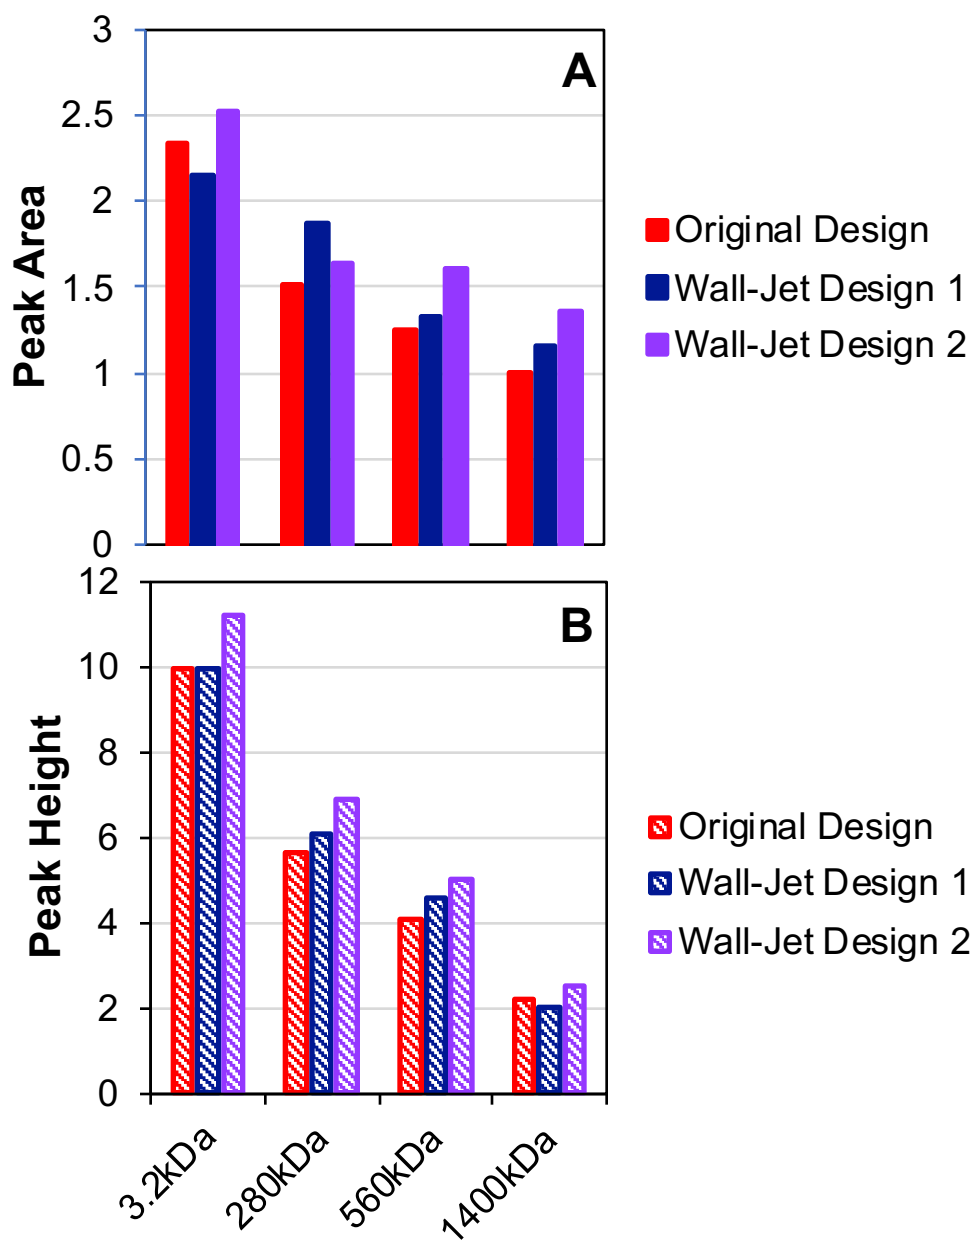 A
3
2.5
2
1.5
1
0.5
0
Peak Area
Original Design
Wall-Jet Design 1
Wall-Jet Design 2
B
12
10
8
6
4
2
0
Peak Height
3.2kDa
280kDa
560kDa
1400kDa
Original Design
Wall-Jet Design 1
Wall-Jet Design 2